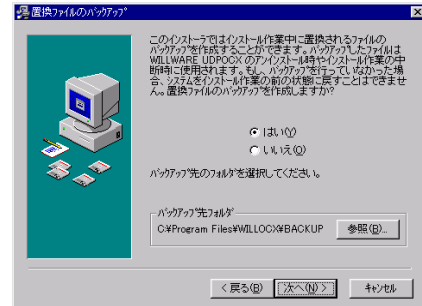 置換ファイルのバックアップ
このインストーラではインストール作業中に置換されるファイルの
バックアップを作成することができます。バックアップしたファイルは
WILLWARE UDPOCX のアンインストール時やインストール作業の中
断時に使用されます。もし、バックアップを行っていなかった場
合、システムをインストール作業の前の状態に戻すことはできませ
ん。置換ファイルのバックアップを作成しますか?
はい(Y)
いいえ(O)
バックアップ先のフォルダを選択してください。
バックアップ先フォルダ
C:¥Program Files¥WILLOCX¥BACKUP
参照(B)...
< 戻る(B)
次へ(N) >
キャンセル